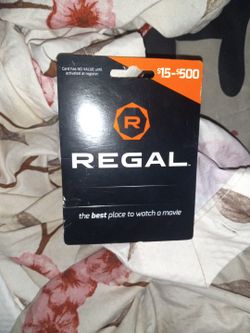 Card has NO VALUE until
activated at register.
$15-$500
R
REGAL
the best place to watch a movie